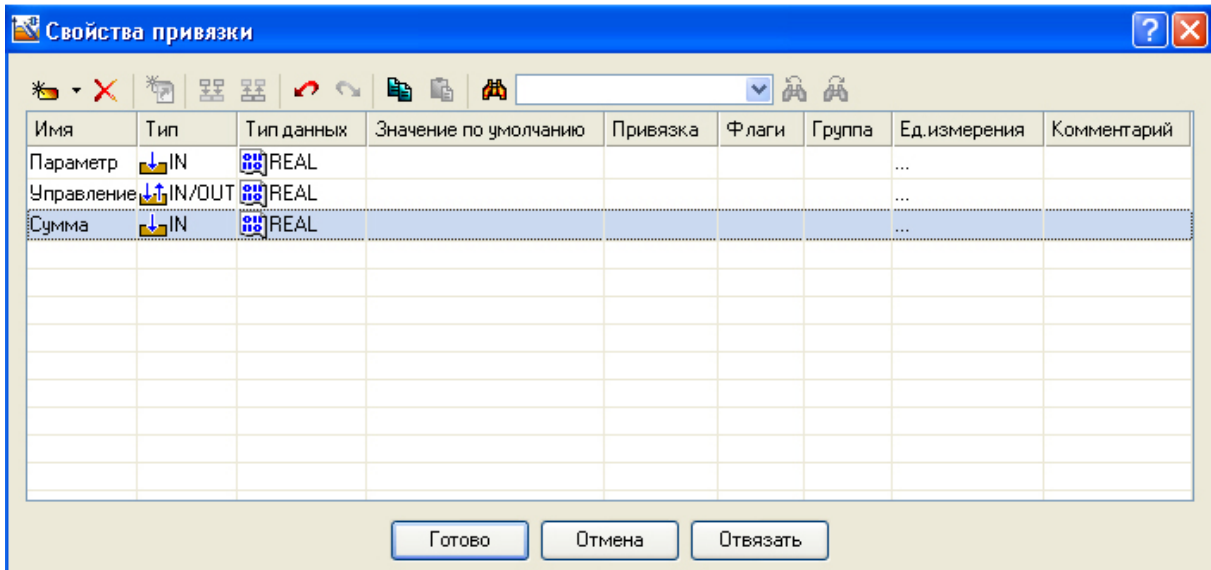 Свойства привязки
Имя Тип Тип данных Значение по умолчанию Привязка Флаги Группа Ед.измерения Комментарий
Параметр IN REAL ...
Управление IN/OUT REAL ...
Сумма IN REAL ...
Готово Отмена Отвязать